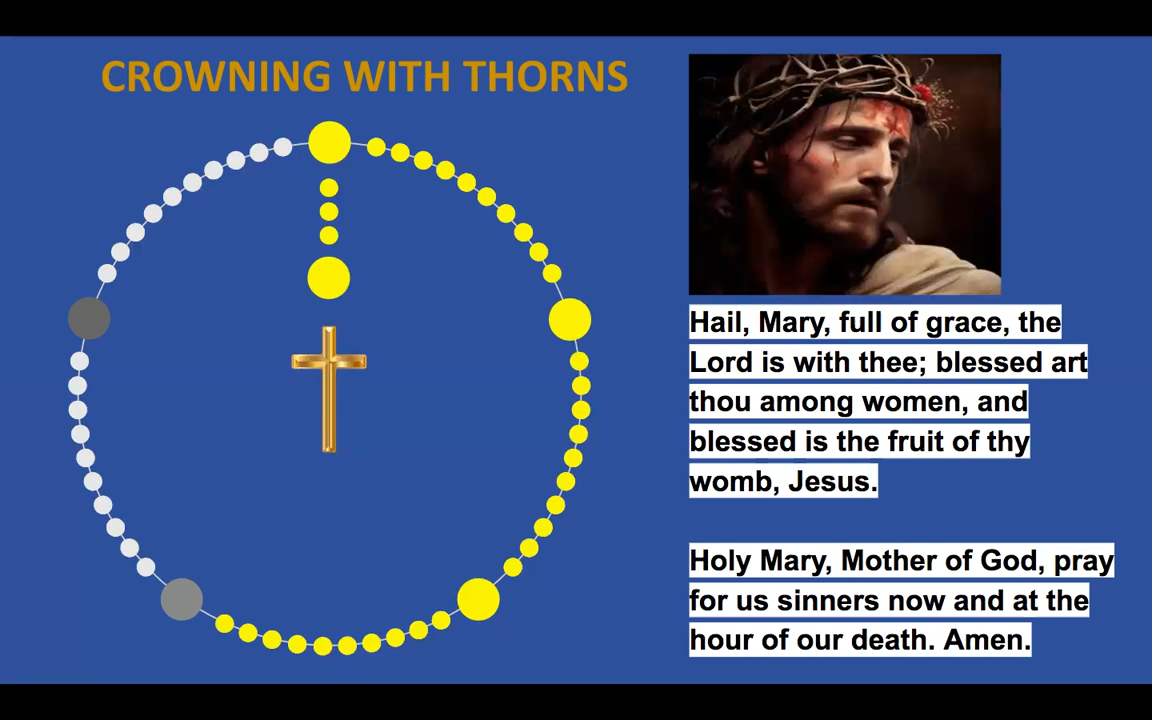 CROWNING WITH THORNS
Hail, Mary, full of grace, the
Lord is with thee; blessed art
thou among women, and
blessed is the fruit of thy
womb, Jesus.
Holy Mary, Mother of God, pray
for us sinners now and at the
hour of our death. Amen.